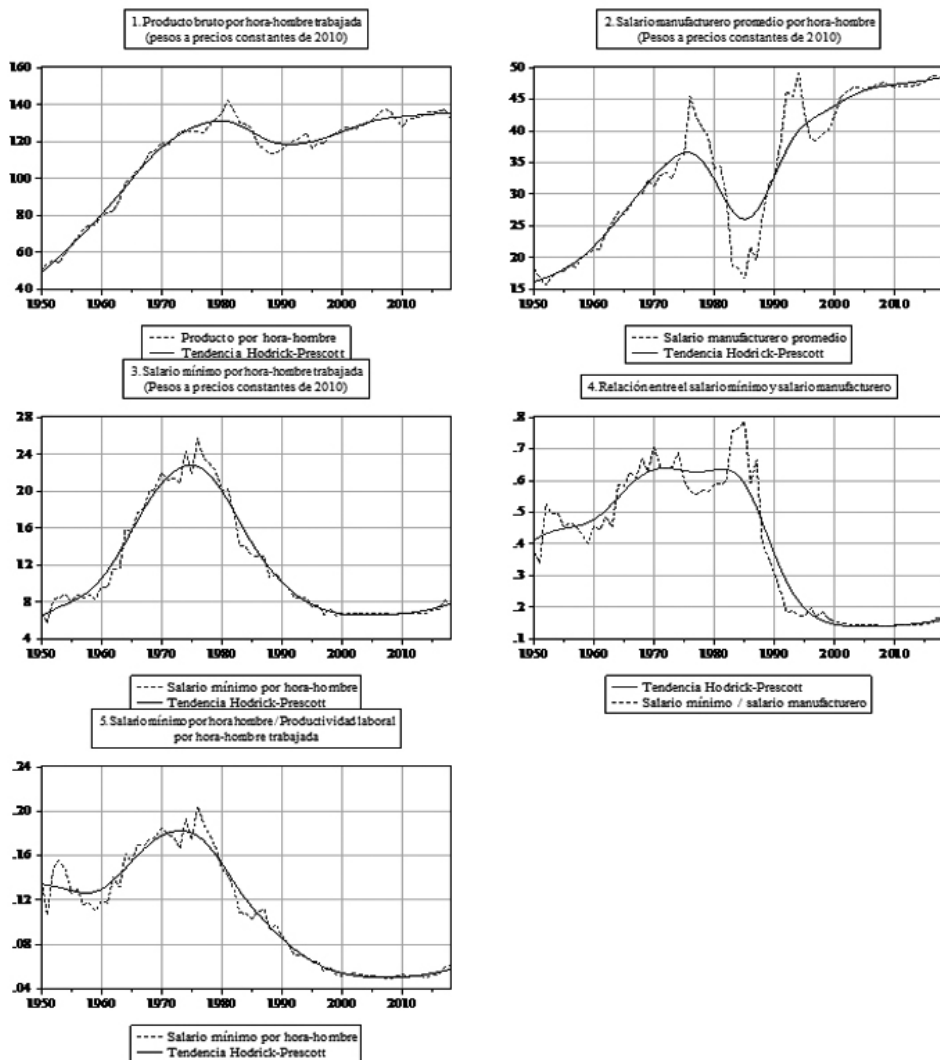 1. Producto bruto por hora-hombre trabajada
(pesos a precios constantes de 2010)
160
140
120
100
80
60
40
1950 1960 1970 1980 1990 2000 2010
Producto por hora-hombre
Tendencia Hodrick-Prescott
2. Salario manufacturero promedio por hora-hombre
(Pesos a precios constantes de 2010)
50
45
40
35
30
25
20
15
1950 1960 1970 1980 1990 2000 2010
Salario manufacturero promedio
Tendencia Hodrick-Prescott
3. Salario mínimo por hora-hombre trabajada
(Pesos a precios constantes de 2010)
28
24
20
16
12
8
4
1950 1960 1970 1980 1990 2000 2010
Salario mínimo por hora-hombre
Tendencia Hodrick-Prescott
4. Relación entre el salario mínimo y salario manufacturero
.8
.7
.6
.5
.4
.3
.2
.1
1950 1960 1970 1980 1990 2000 2010
Tendencia Hodrick-Prescott
Salario mínimo / salario manufacturero
5. Salario mínimo por hora hombre / Productividad laboral
por hora-hombre trabajada
.24
.20
.16
.12
.08
.04
1950 1960 1970 1980 1990 2000 2010
Salario mínimo por hora-hombre
Tendencia Hodrick-Prescott